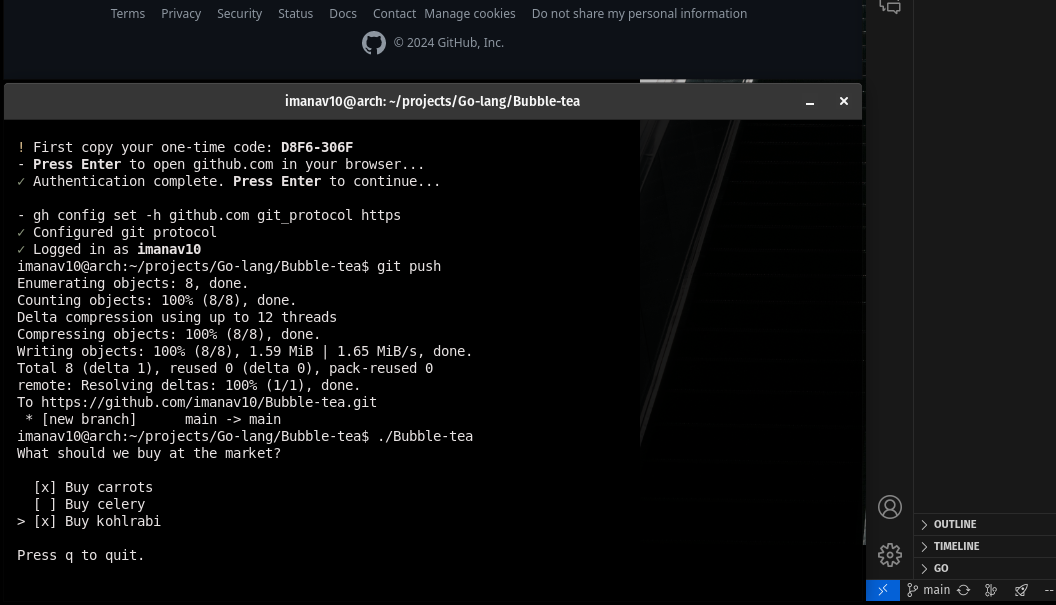 Terms Privacy Security Status Docs Contact Manage cookies Do not share my personal information
© 2024 GitHub, Inc.
imanav10@arch: ~/projects/Go-lang/Bubble-tea
! First copy your one-time code: D8F6-306F
- Press Enter to open github.com in your browser...
✓ Authentication complete. Press Enter to continue...
- gh config set -h github.com git_protocol https
✓ Configured git protocol
✓ Logged in as imanav10
imanav10@arch:~/projects/Go-lang/Bubble-tea$ git push
Enumerating objects: 8, done.
Counting objects: 100% (8/8), done.
Delta compression using up to 12 threads
Compressing objects: 100% (8/8), done.
Writing objects: 100% (8/8), 1.59 MiB | 1.65 MiB/s, done.
Total 8 (delta 1), reused 0 (delta 0), pack-reused 0
remote: Resolving deltas: 100% (1/1), done.
To https://github.com/imanav10/Bubble-tea.git
 * [new branch]      main -> main
imanav10@arch:~/projects/Go-lang/Bubble-tea$ ./Bubble-tea
What should we buy at the market?
  [x] Buy carrots
  [ ] Buy celery
> [x] Buy kohlrabi
Press q to quit.
OUTLINE
TIMELINE
GO
main
--